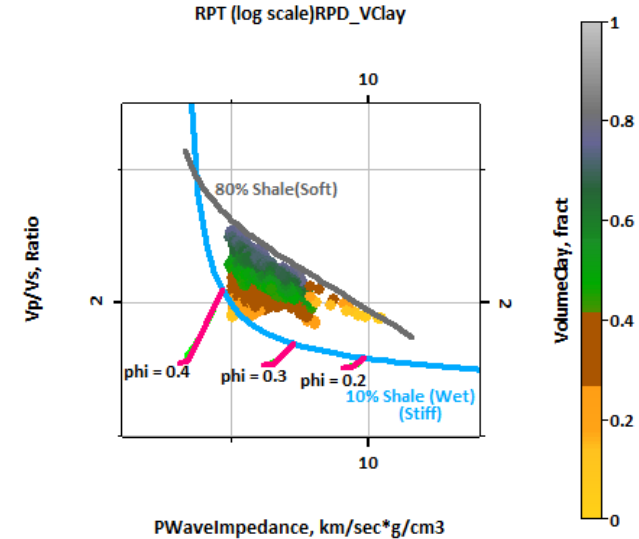 RPT (log scale)RPD_VClay
10
1
0.8
80% Shale(Soft)
0.6
Vp/Vs, Ratio
2
2
VolumeClay, fract
0.4
phi = 0.4
phi = 0.3
phi = 0.2
10% Shale (Wet)
(Stiff)
0.2
10
0
PWaveImpedance, km/sec*g/cm3